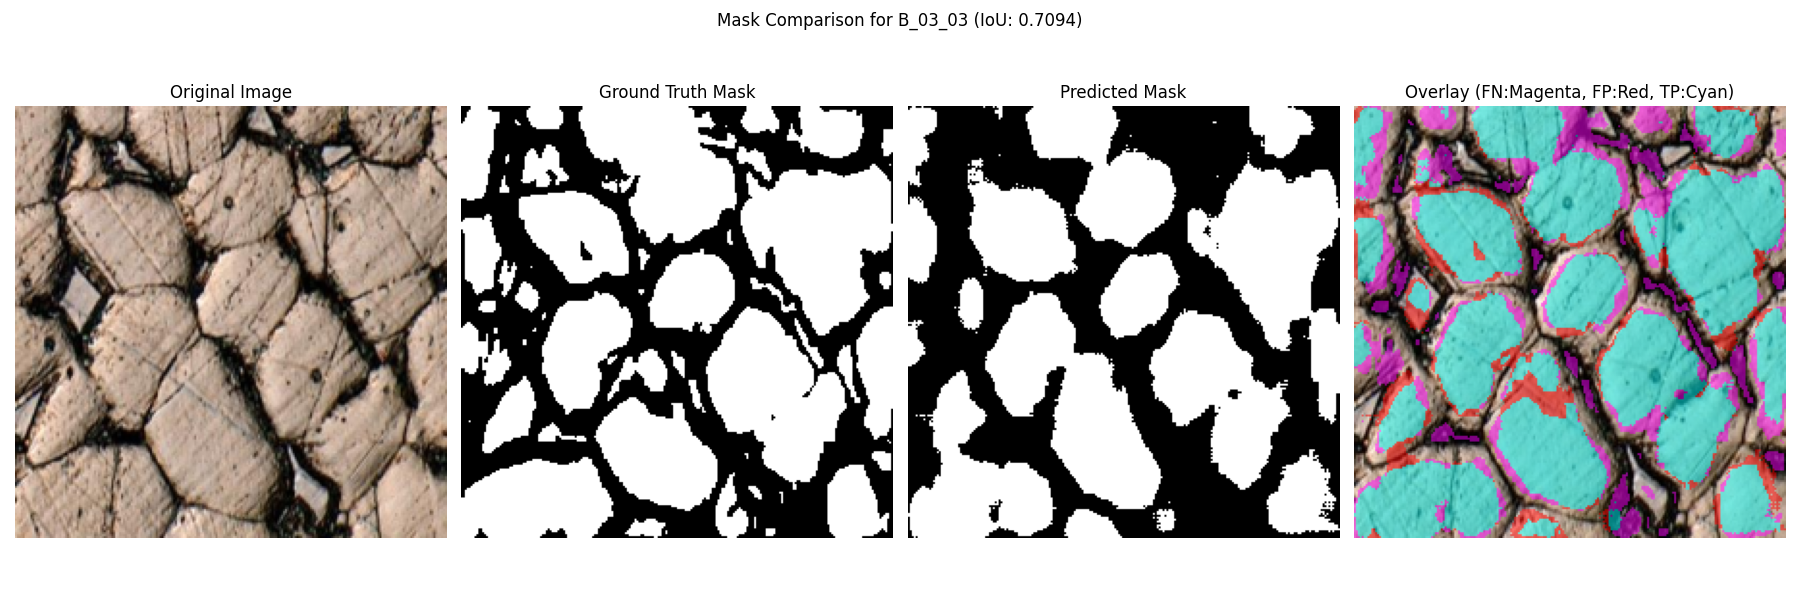 Mask Comparison for B_03_03 (IoU: 0.7094)
Original Image
Ground Truth Mask
Predicted Mask
Overlay (FN:Magenta, FP:Red, TP:Cyan)